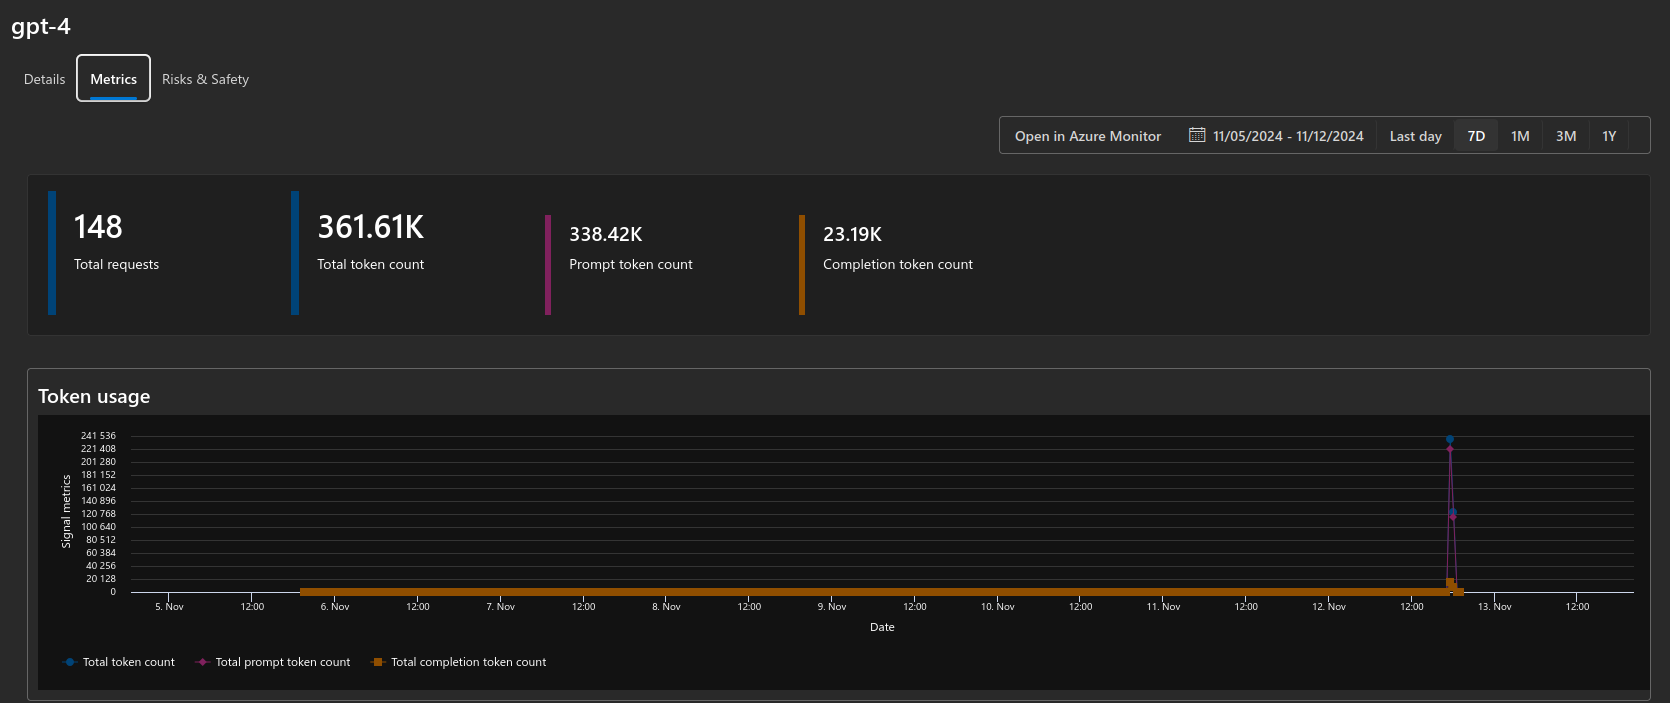 gpt-4
Details Metrics Risks & Safety
Open in Azure Monitor 11/05/2024 - 11/12/2024 Last day 7D 1M 3M 1Y
148 361.61K 338.42K 23.19K
Total requests Total token count Prompt token count Completion token count
Token usage
241 536
221 408
201 280
181 152
161 024
140 896
120 768
100 640
80 512
60 384
40 256
20 128
0
Signal metrics
5. Nov 12:00 6. Nov 12:00 7. Nov 12:00 8. Nov 12:00 9. Nov 12:00 10. Nov 12:00 11. Nov 12:00 12. Nov 12:00 13. Nov 12:00
Date
Total token count Total prompt token count Total completion token count